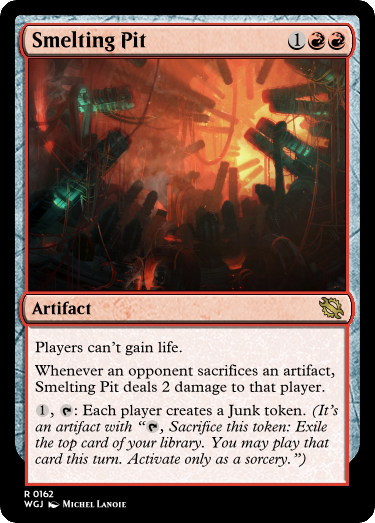 Smelting Pit 1
Artifact
Players can't gain life.
Whenever an opponent sacrifices an artifact,
Smelting Pit deals 2 damage to that player.
1, : Each player creates a Junk token. (It's
an artifact with “, Sacrifice this token: Exile
the top card of your library. You may play that
card this turn. Activate only as a sorcery.”)
R 0162
WGJ MICHEL LANOIE